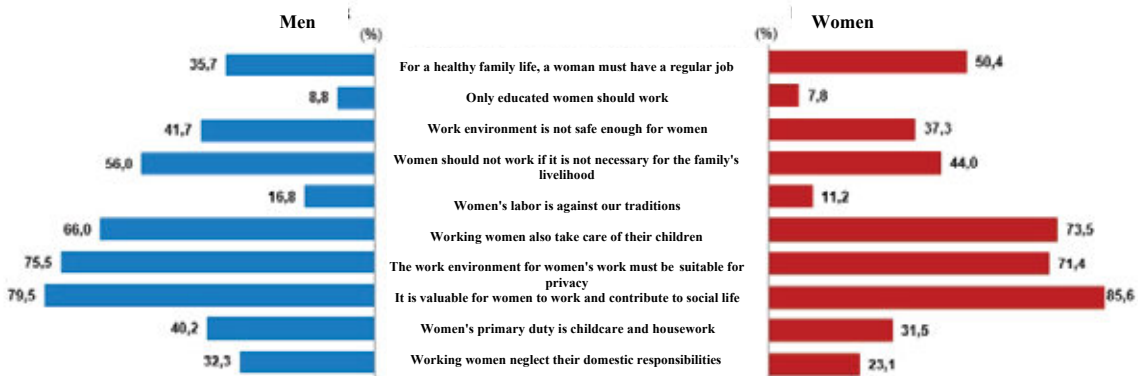 Men Women
(%) (%)
35,7 For a healthy family life, a woman must have a regular job 50,4
8,8 Only educated women should work 7,8
41,7 Work environment is not safe enough for women 37,3
56,0 Women should not work if it is not necessary for the family's 44,0
livelihood
16,8 Women's labor is against our traditions 11,2
66,0 Working women also take care of their children 73,5
75,5 The work environment for women's work must be suitable for 71,4
privacy
79,5 It is valuable for women to work and contribute to social life 85,6
40,2 Women's primary duty is childcare and housework 31,5
32,3 Working women neglect their domestic responsibilities 23,1